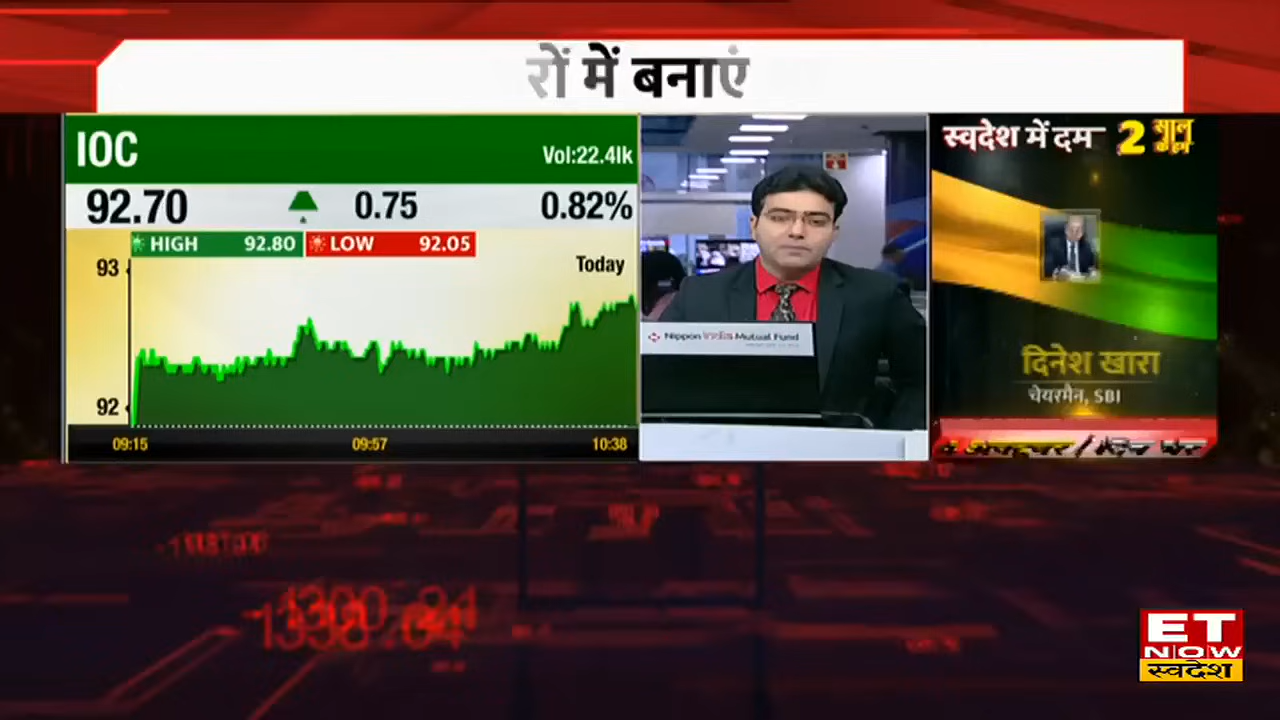 रों में बनाएं
IOC
Vol:22.4lk
92.70 0.75 0.82%
HIGH 92.80 LOW 92.05
Today
93
92
09:15 09:57 10:38
Nippon India Mutual Fund
स्वदेश में दम 2 साल
दिनेश खारा
चेयरमैन, SBI
ET
NOW
स्वदेश